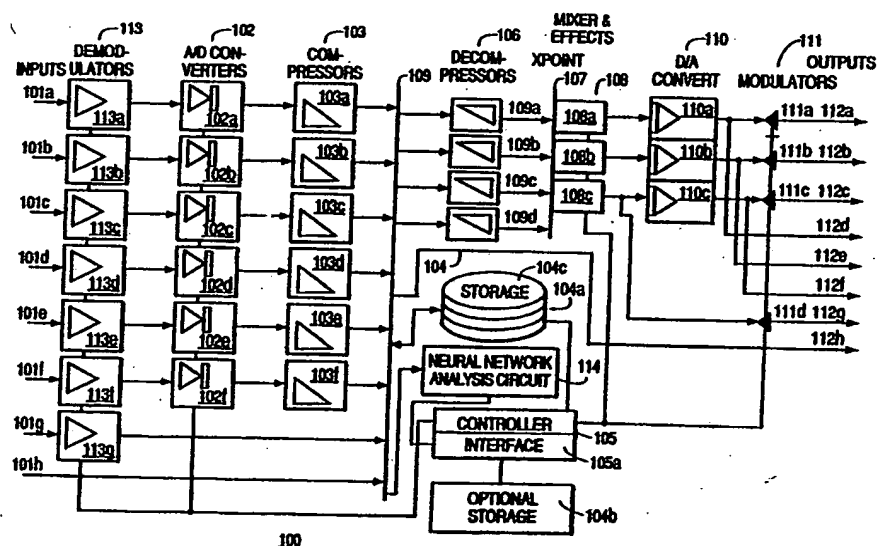 113
102
103
MIXER & EFFECTS
DEMOD-
ULATORS
A/D CON-
VERTERS
COM-
PRESSORS
106
DECOM-
PRESSORS
109
XPOINT
107
108
110
D/A
CONVERT
111
MODULATORS
INPUTS
OUTPUTS
101a
113a
102a
103a
109a
108a
110a
111a
112a
101b
113b
102b
103b
109b
108b
110b
111b
112b
101c
113c
102c
103c
109c
108c
110c
111c
112c
109d
112d
101d
113d
102d
103d
104
104c
STORAGE
104a
112e
112f
101e
113e
102e
103e
111d
112g
112h
101f
113f
102f
103f
NEURAL NETWORK
ANALYSIS CIRCUIT
114
101g
113g
CONTROLLER
105
INTERFACE
105a
101h
OPTIONAL
STORAGE
104b
100